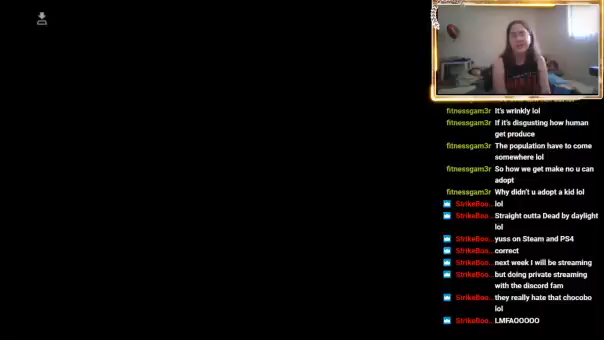 fitnessgam3r It's wrinkly lol
fitnessgam3r If it's disgusting how human
get produce
fitnessgam3r The population have to come
somewhere lol
fitnessgam3r So how we get make no u can
adopt
fitnessgam3r Why didn't u adopt a kid lol
StrikeBoo... lol
StrikeBoo... Straight outta Dead by daylight
lol
StrikeBoo... yuss on Steam and PS4
StrikeBoo... correct
StrikeBoo... next week I will be streaming
StrikeBoo... but doing private streaming
with the discord fam
StrikeBoo... they really hate that chocobo
lol
StrikeBoo... LMFAOOOOO